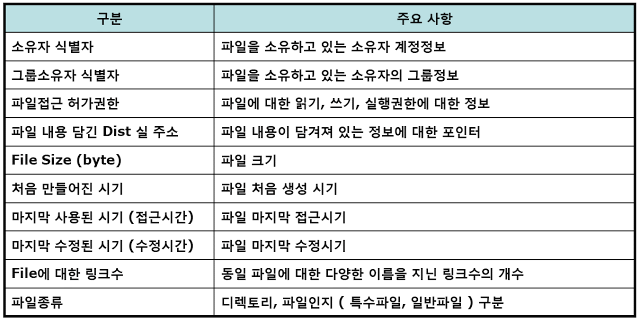 구분 주요 사항
소유자 식별자 파일을 소유하고 있는 소유자 계정정보
그룹소유자 식별자 파일을 소유하고 있는 소유자의 그룹정보
파일접근 허가권한 파일에 대한 읽기, 쓰기, 실행권한에 대한 정보
파일 내용 담긴 Dist 실 주소 파일 내용이 담겨져 있는 정보에 대한 포인터
File Size (byte) 파일 크기
처음 만들어진 시기 파일 처음 생성 시기
마지막 사용된 시기 (접근시간) 파일 마지막 접근시기
마지막 수정된 시기 (수정시간) 파일 마지막 수정시기
File에 대한 링크수 동일 파일에 대한 다양한 이름을 지닌 링크수의 개수
파일종류 디렉토리, 파일인지 ( 특수파일, 일반파일 ) 구분